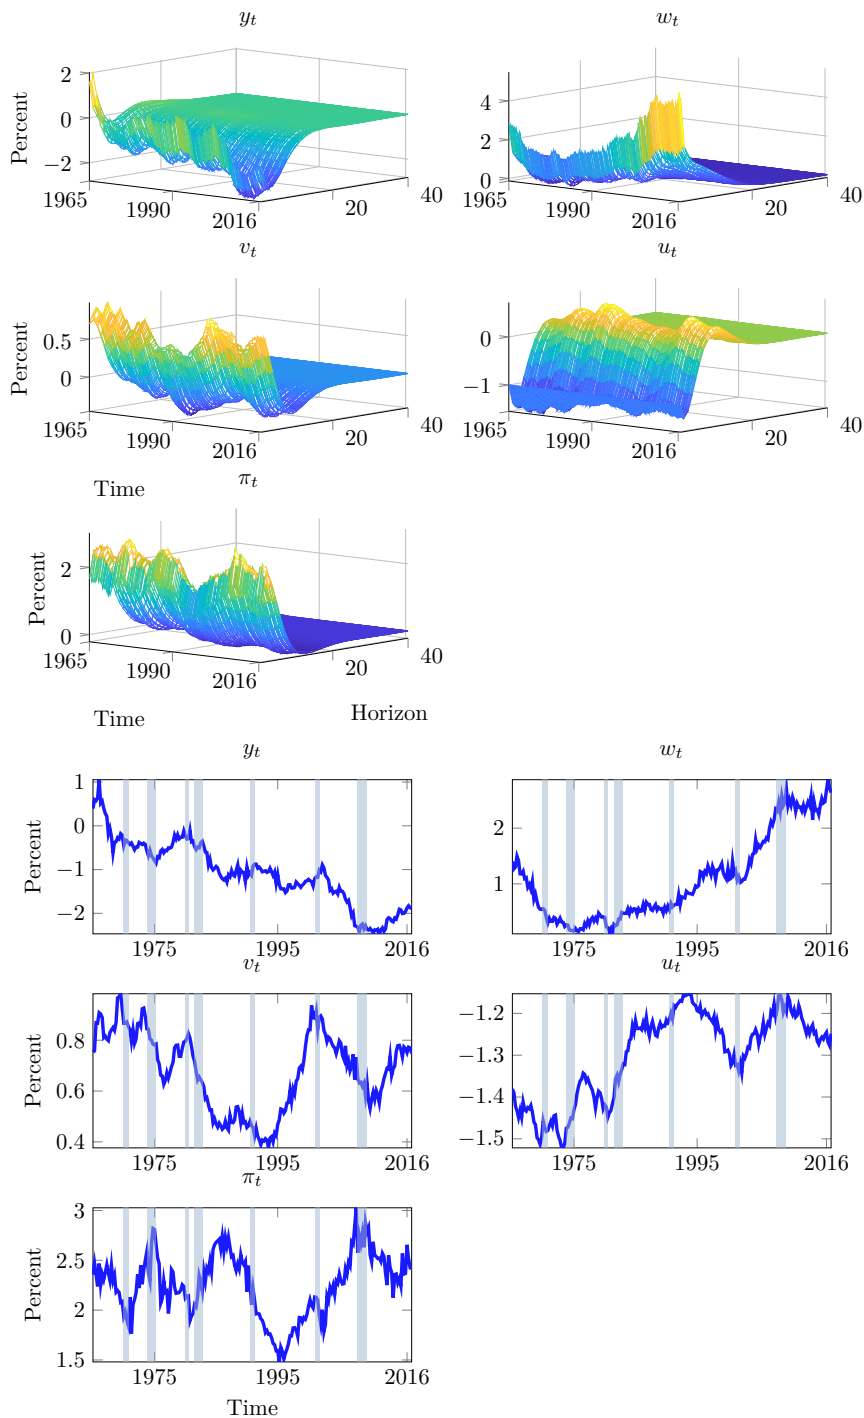 y_t w_t
Percent
2
0
−2
1965 1990 2016 20 40
4
2
0
1965 1990 2016 20 40
v_t u_t
Percent
0.5
0
1965 1990 2016 20 40
0
−1
1965 1990 2016 20 40
Time
π_t
Percent
2
0
1965 1990 2016 20 40
Time Horizon
y_t w_t
Percent
1
0
−1
−2
1975 1995 2016
2
1
1975 1995 2016
v_t u_t
Percent
0.8
0.6
0.4
1975 1995 2016
−1.2
−1.3
−1.4
−1.5
1975 1995 2016
π_t
Percent
3
2.5
2
1.5
1975 1995 2016
Time